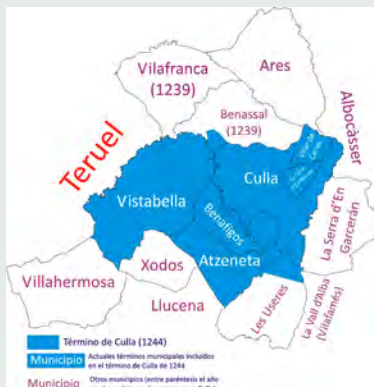 Vilafranca
(1239)
Ares
Benassal
(1239)
Albocàsser
Teruel
Culla
Vistabella
Benafigos
Atzeneta
La Serra d'En
Garcerán
Xodos
Villahermosa
Llucena
Les Useres
La Vall d'Alba
(Vilafamés)
Término de Culla (1244)
Municipio
Actuales términos municipales incluidos
en el término de Culla de 1244
Municipio
Otros municipios (entre paréntesis el año